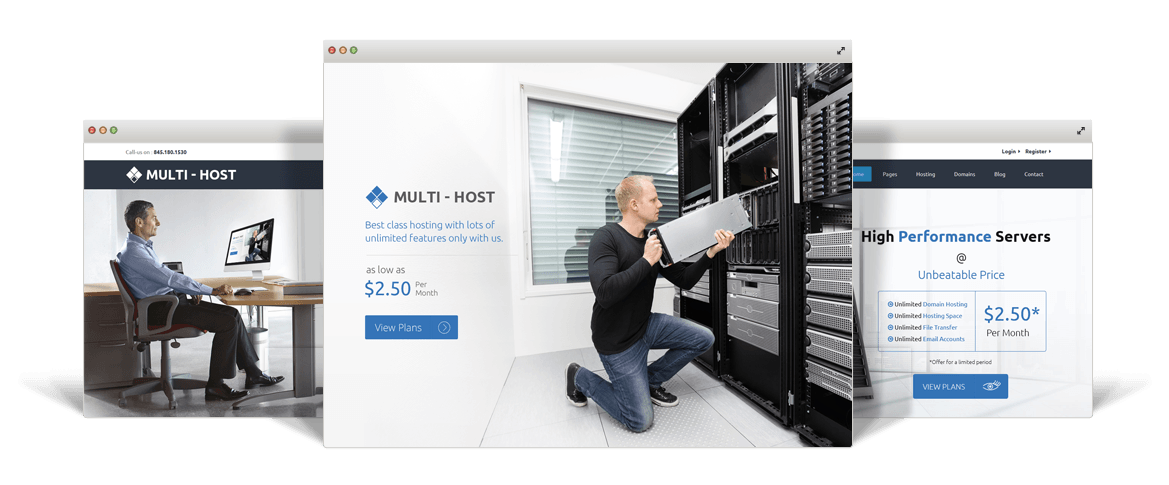 Call-us on : 845.180.1530
MULTI - HOST
MULTI - HOST
Best class hosting with lots of
unlimited features only with us.
as low as
$2.50 Per Month
View Plans
Login Register
Pages Hosting Domains Blog Contact
High Performance Servers
@
Unbeatable Price
Unlimited Domain Hosting
Unlimited Hosting Space
Unlimited File Transfer
Unlimited Email Accounts
$2.50*
Per Month
*Offer for a limited period
VIEW PLANS